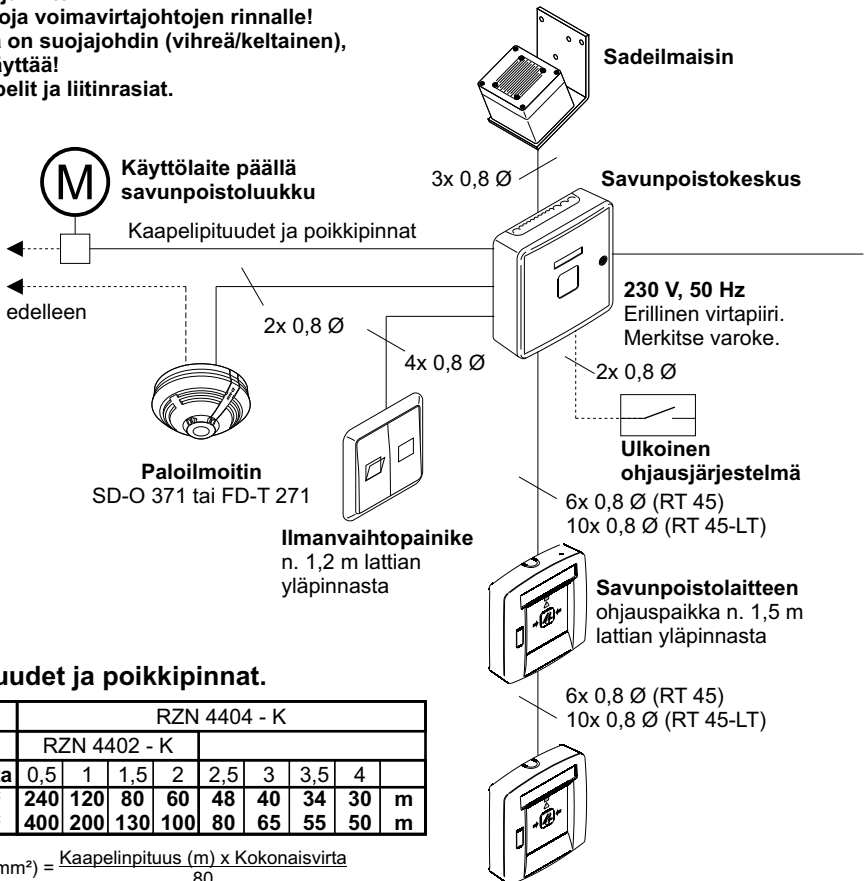 oja voimavirtajohtojen rinnalle!
on suojajohdin (vihreä/keltainen),
käyttää!
ja liitinrasiat.
Sadeilmaisin
M
Käyttölaite päällä
savunpoistoluukku
3x 0,8 Ø
Savunpoistokeskus
Kaapelipituudet ja poikkipinnat
edelleen
2x 0,8 Ø
230 V, 50 Hz
Erillinen virtapiiri.
Merkitse varoke.
4x 0,8 Ø
2x 0,8 Ø
Paloilmoitin
SD-O 371 tai FD-T 271
Ulkoinen
ohjausjärjestelmä
Ilmanvaihtopainike
n. 1,2 m lattian
yläpinnasta
6x 0,8 Ø (RT 45)
10x 0,8 Ø (RT 45-LT)
Savunpoistolaitteen
ohjauspaikka n. 1,5 m
lattian yläpinnasta
uudet ja poikkipinnat.
6x 0,8 Ø (RT 45)
10x 0,8 Ø (RT 45-LT)
RZN 4404 - K
RZN 4402 - K
ta 0,5 1 1,5 2 2,5 3 3,5 4
240 120 80 60 48 40 34 30 m
400 200 130 100 80 65 55 50 m
mm²) = Kaapelinpituus (m) x Kokonaisvirta
80